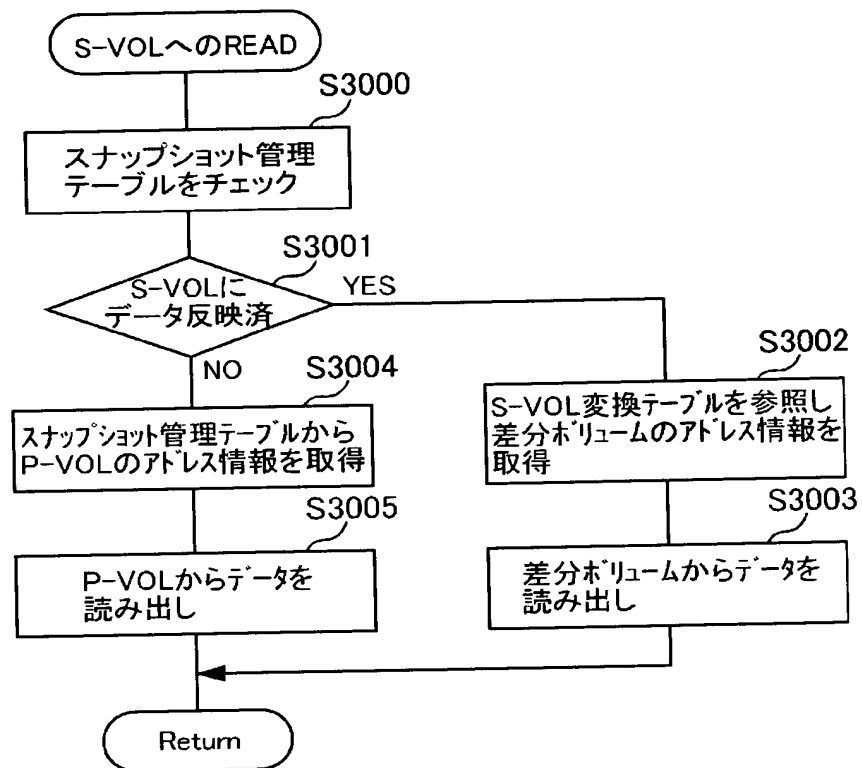 S-VOLへのREAD
S3000
スナップショット管理
テーブルをチェック
S3001
S-VOLに
データ反映済
YES
NO
S3004
スナップショット管理テーブルから
P-VOLのアドレス情報を取得
S3005
P-VOLからデータを
読み出し
S3002
S-VOL変換テーブルを参照し
差分ボリュームのアドレス情報を
取得
S3003
差分ボリュームからデータを
読み出し
Return